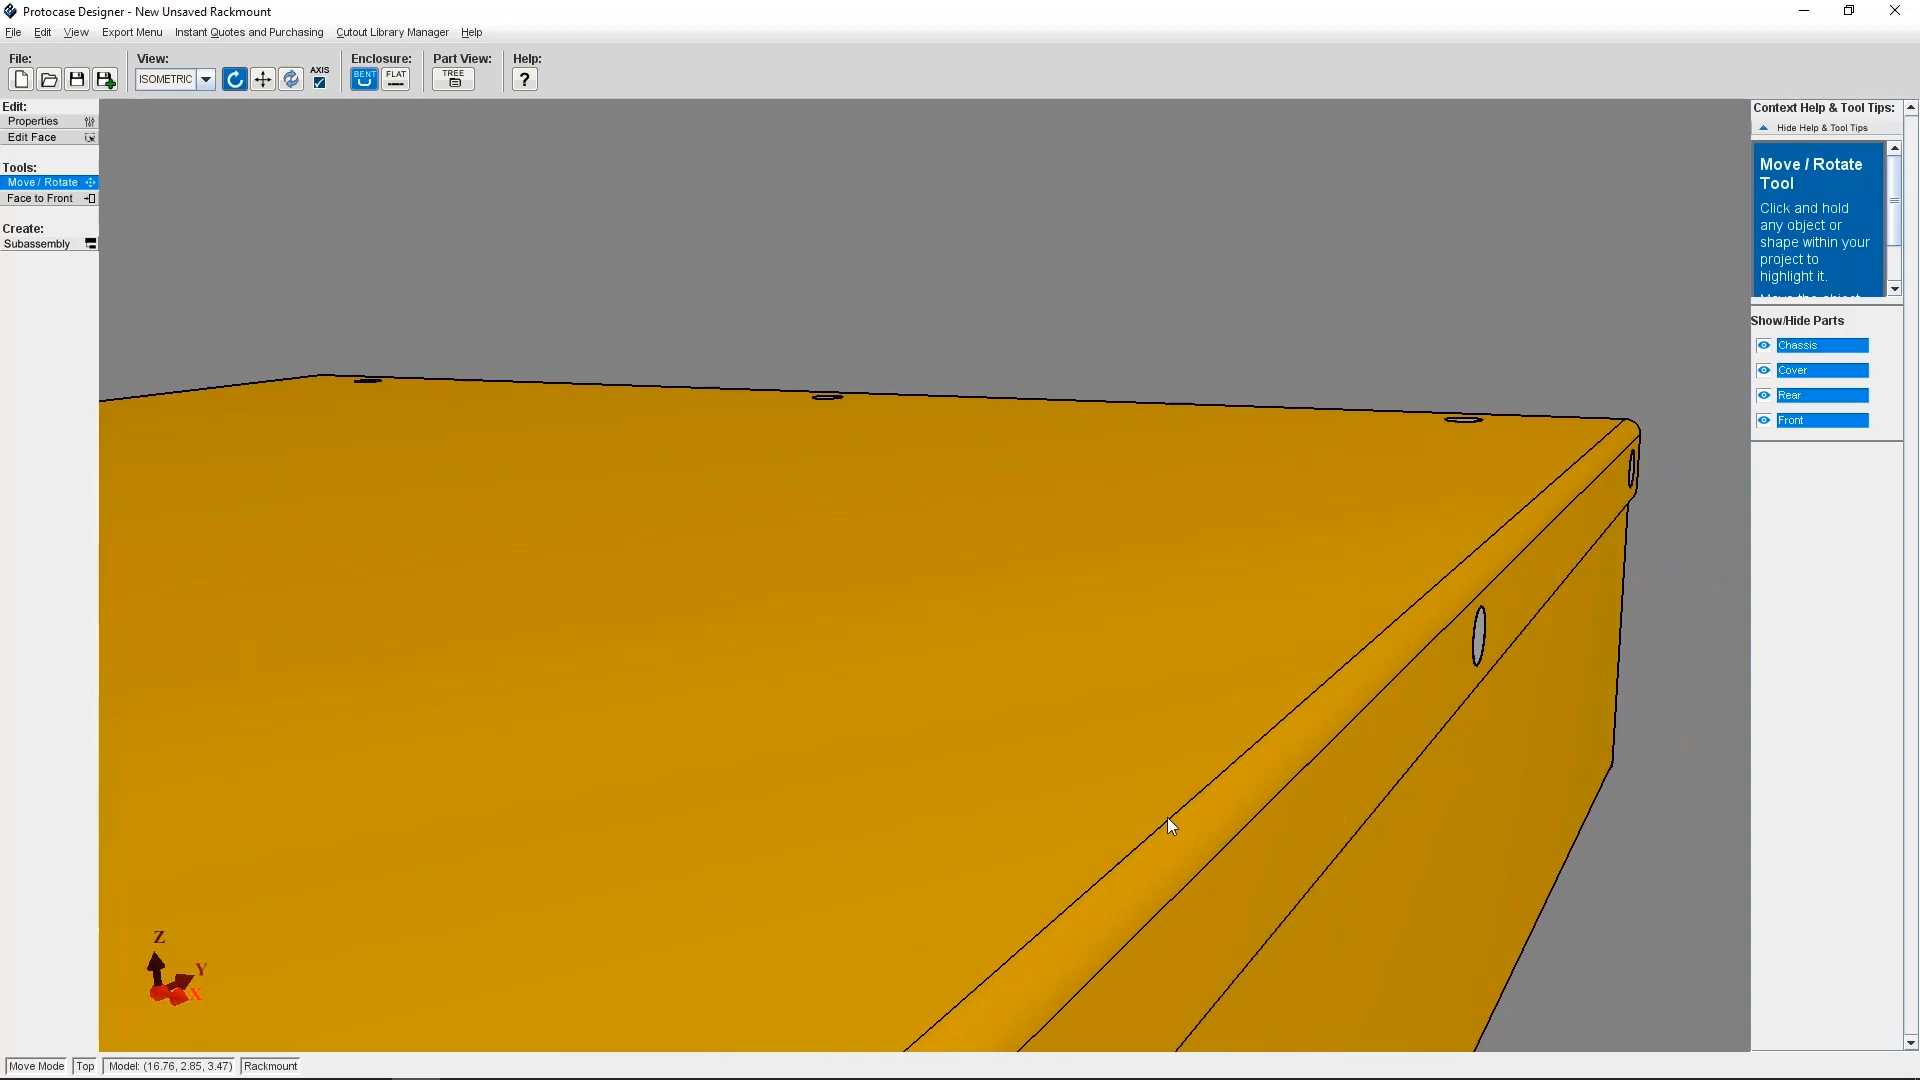 Protocase Designer - New Unsaved Rackmount
File Edit View Export Menu Instant Quotes and Purchasing Cutout Library Manager Help
File: View: Enclosure: Part View: Help:
ISOMETRIC AXIS BENT FLAT TREE ?
Edit:
Properties
Edit Face
Tools:
Move / Rotate
Face to Front
Create:
Subassembly
Context Help & Tool Tips:
Hide Help & Tool Tips
Move / Rotate
Tool
Click and hold
any object or
shape within your
project to
highlight it.
Move the object
Show/Hide Parts
Chassis
Cover
Rear
Front
Z
Y
X
Move Mode Top Model: (16.76, 2.85, 3.47) Rackmount